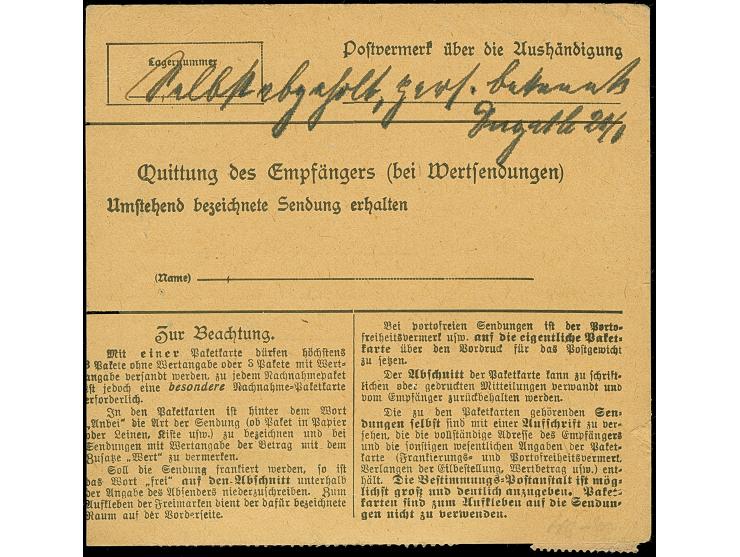 Postvermerk über die Aushändigung
Lagernummer
Selbst abgeholt, pers. bekannt
Quittung des Empfängers (bei Wertsendungen)
Umstehend bezeichnete Sendung erhalten
(Name)
Zur Beachtung.
Mit einer Paketkarte dürfen höchstens
3 Pakete ohne Wertangabe oder 3 Pakete mit Wert-
angabe versandt werden, zu jedem Nachnahmepaket
ist jedoch eine besondere Nachnahme-Paketkarte
erforderlich.
In den Paketkarten ist hinter dem Wort
„Anbei" die Art der Sendung (ob Paket in Papier
oder Leinen, Kiste usw.) zu bezeichnen und bei
Sendungen mit Wertangabe der Betrag mit dem
Zusatze „Wert" zu vermerken.
Soll die Sendung frankiert werden, so ist
das Wort „frei" auf den Abschnitt unterhalb
der Angabe des Absenders niederzuschreiben. Zum
Aufkleben der Freimarken dient der dafür bezeichnete
Raum auf der Vorderseite.
Bei portofreien Sendungen ist der Porto-
freiheitsvermerk usw. auf die eigentliche Paket-
karte über den Vordruck für das Postgewicht
zu setzen.
Der Abschnitt der Paketkarte kann zu schrift-
lichen oder gedruckten Mitteilungen verwandt und
vom Empfänger zurückbehalten werden.
Die zu den Paketkarten gehörenden Sen-
dungen selbst sind mit einer Aufschrift zu ver-
sehen, die die vollständige Adresse des Empfängers
und die sonstigen wesentlichen Angaben der Paket-
karte (Frankierungs- und Portofreiheitsvermerk,
Verlangen der Eilbestellung, Wertbetrag usw.) ent-
hält. Die Bestimmungs-Postanstalt ist mög-
lichst groß und deutlich anzugeben. Paket-
karten sind zum Aufkleben auf die Sendun-
gen nicht zu verwenden.